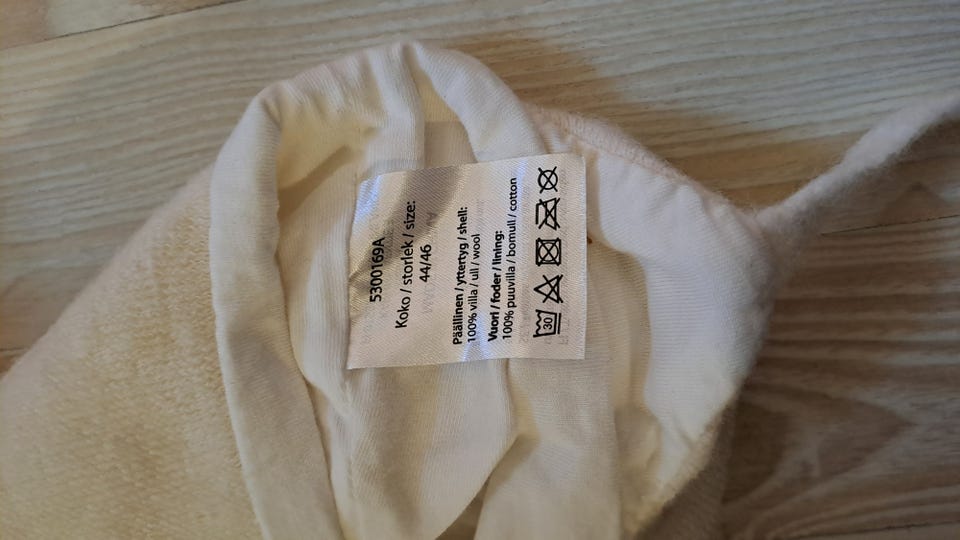 5300169A
Koko / storlek / size:
44/46
Päällinen / yttertyg / shell:
100% villa / ull / wool
Vuori / foder / lining:
100% puuvilla / bomull / cotton
30